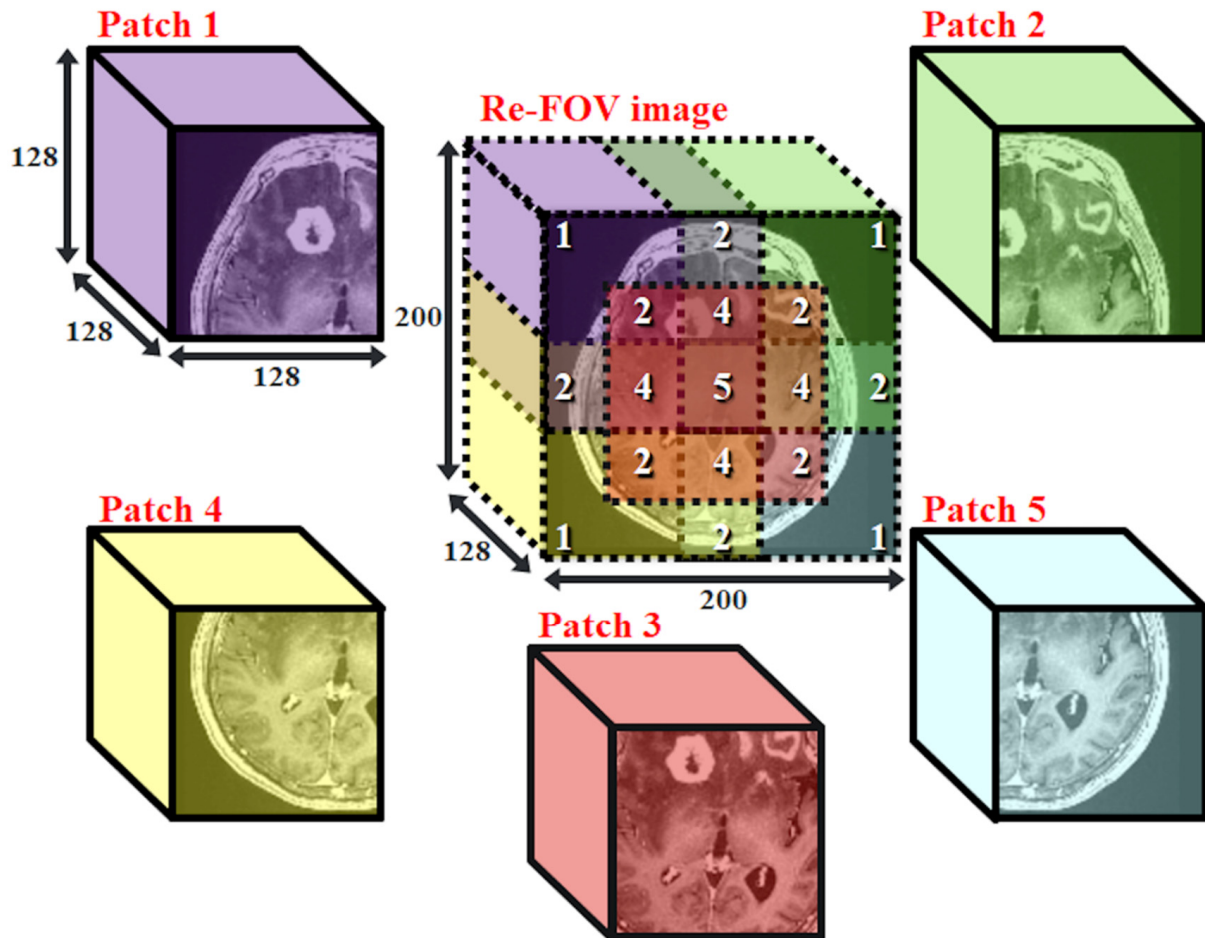 Patch 1
Patch 2
Re-FOV image
128
128
128
200
128
200
1 2 1
2 4 2
2 4 5 4 2
2 4 2
1 2 1
Patch 4
Patch 5
Patch 3